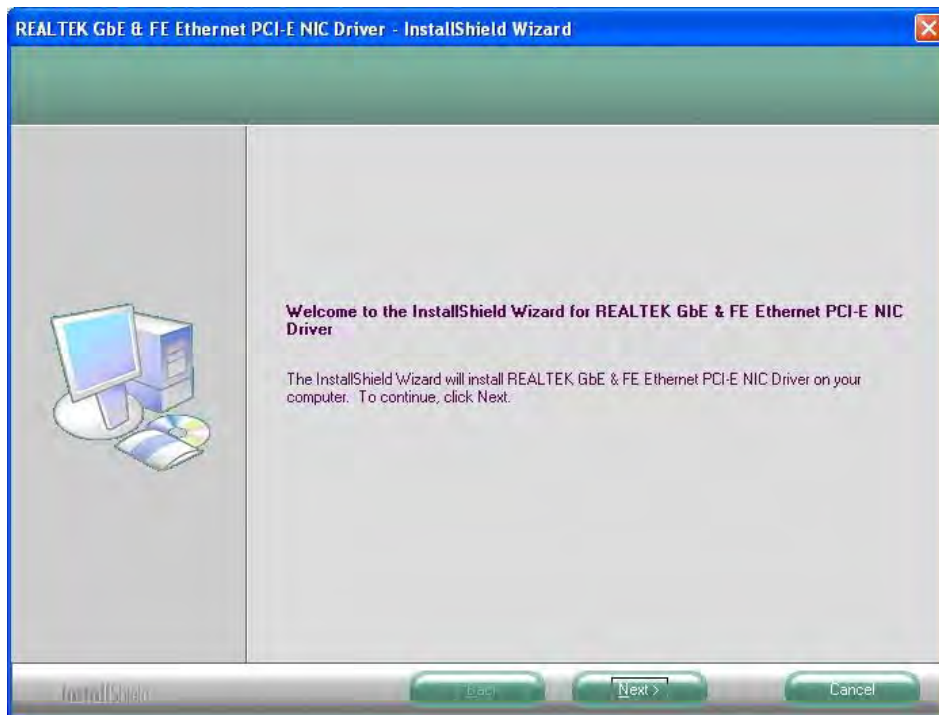 REALTEK GbE & FE Ethernet PCI-E NIC Driver - InstallShield Wizard
Welcome to the InstallShield Wizard for REALTEK GbE & FE Ethernet PCI-E NIC
Driver
The InstallShield Wizard will install REALTEK GbE & FE Ethernet PCI-E NIC Driver on your
computer. To continue, click Next.
InstallShield
< Back
Next >
Cancel